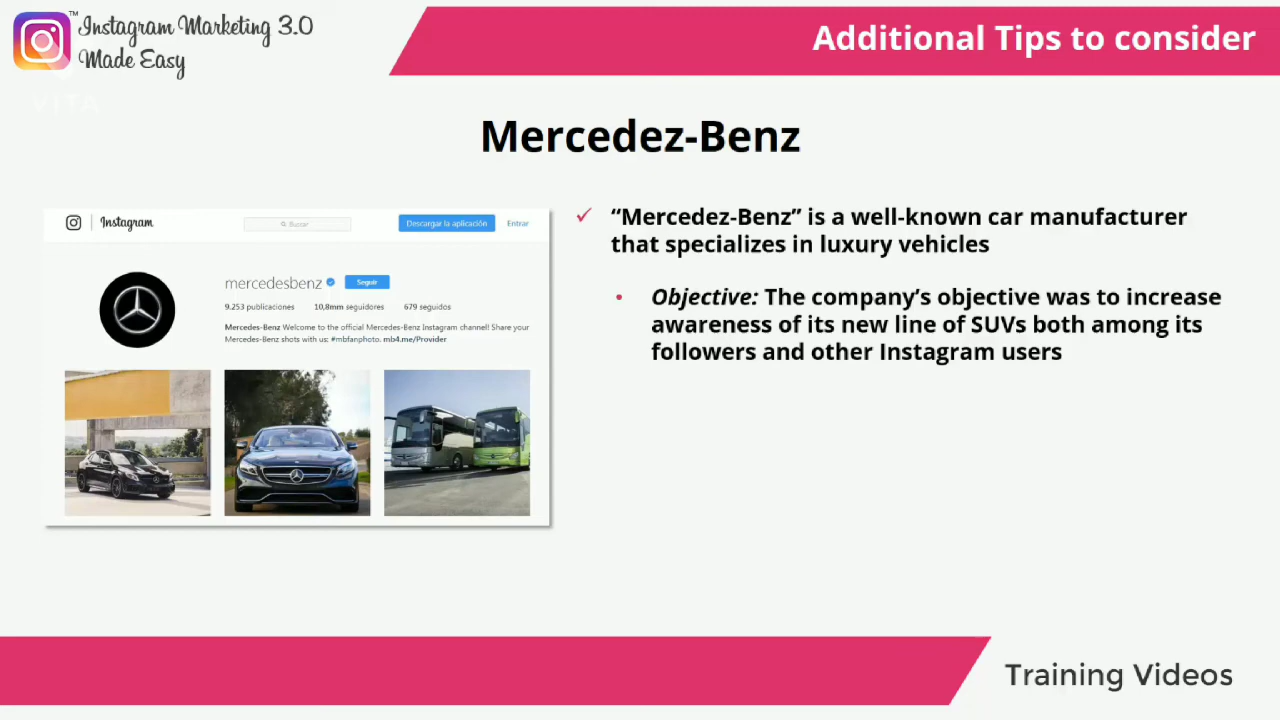 Instagram Marketing 3.0
™
Made Easy
VITA
Additional Tips to consider
Mercedez-Benz
Instagram
Buscar
Descargar la aplicación
Entrar
mercedesbenz
Seguir
9.253 publicaciones 10,8mm seguidores 679 seguidos
Mercedes-Benz Welcome to the official Mercedes-Benz Instagram channel! Share your
Mercedes-Benz shots with us: #mbfanphoto. mb4.me/Provider
✓ “Mercedez-Benz” is a well-known car manufacturer
that specializes in luxury vehicles
• Objective: The company’s objective was to increase
awareness of its new line of SUVs both among its
followers and other Instagram users
Training Videos